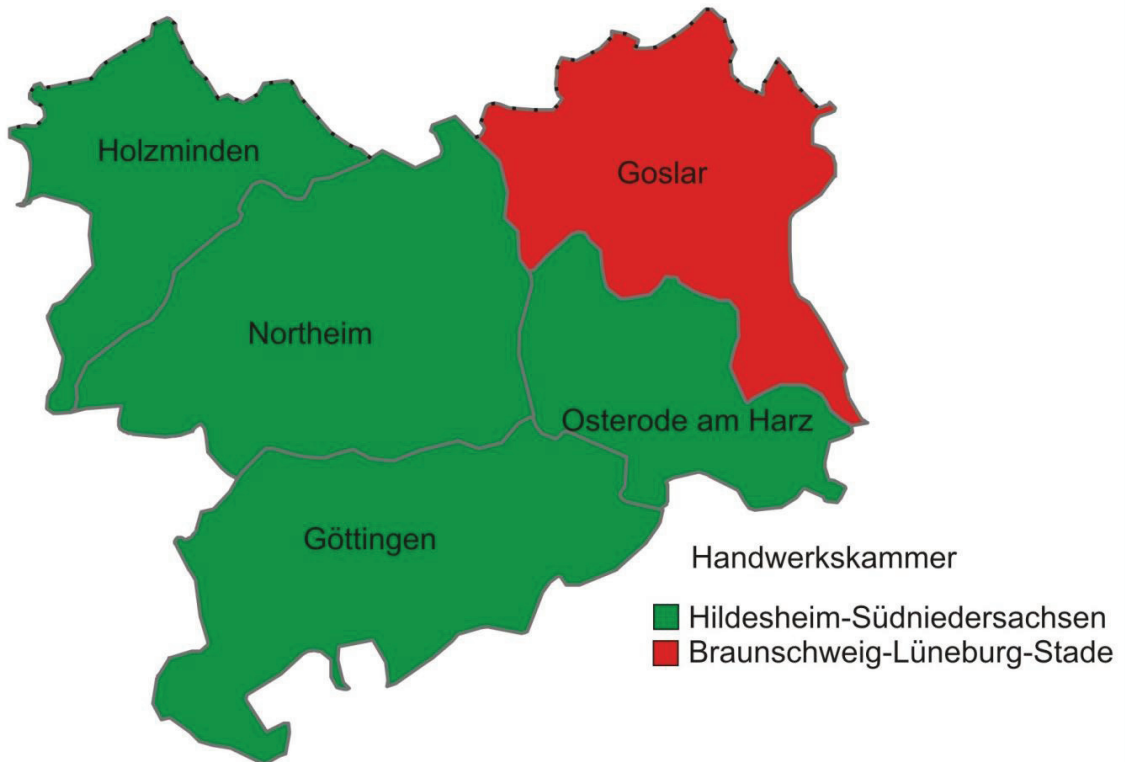 Holzminden
Goslar
Northeim
Osterode am Harz
Göttingen
Handwerkskammer
Hildesheim-Südniedersachsen
Braunschweig-Lüneburg-Stade